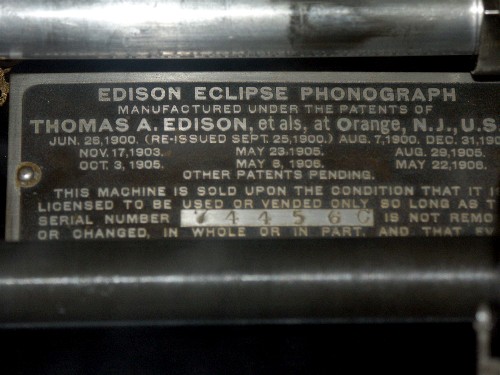 EDISON ECLIPSE PHONOGRAPH
MANUFACTURED UNDER THE PATENTS OF
THOMAS A. EDISON, et als, at Orange, N.J., U.S.
JUN. 26, 1900. (RE-ISSUED SEPT. 25, 1900.) AUG. 7, 1900. DEC. 31, 190
NOV. 17, 1903. MAY 23, 1905. AUG. 29, 1905.
OCT. 3, 1905. MAY 8, 1906. MAY 22, 1906.
OTHER PATENTS PENDING.
THIS MACHINE IS SOLD UPON THE CONDITION THAT IT I
LICENSED TO BE USED OR VENDED ONLY SO LONG AS T
SERIAL NUMBER 744560 IS NOT REMO
OR CHANGED, IN WHOLE OR IN PART. AND THAT EV